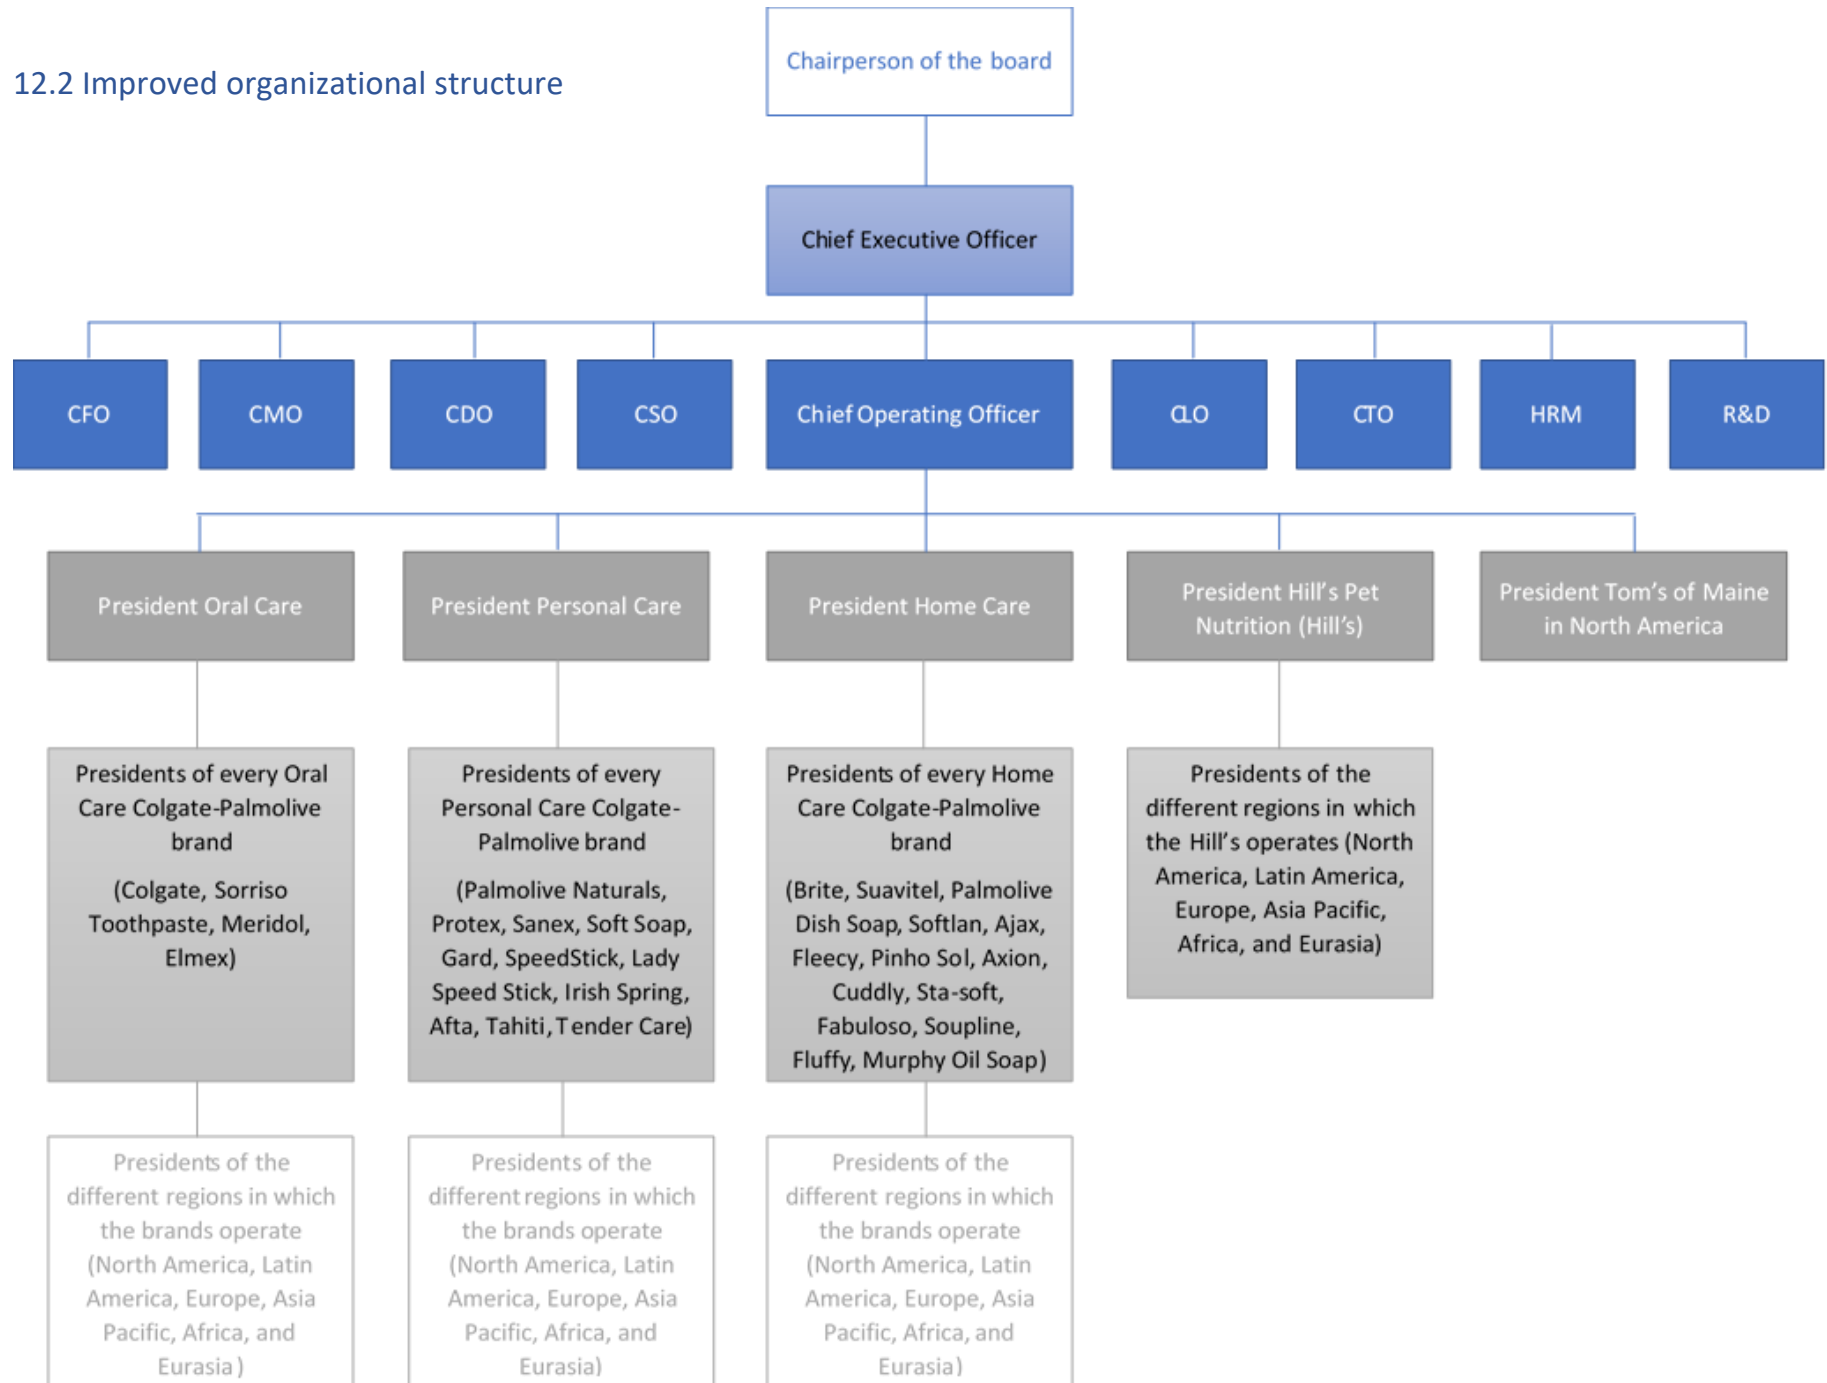 Chairperson of the board
12.2 Improved organizational structure
Chief Executive Officer
CFO
CMO
CDO
CSO
Chief Operating Officer
CLO
CTO
HRM
R&D
President Oral Care
President Personal Care
President Home Care
President Hill's Pet
Nutrition (Hill's)
President Tom's of Maine
in North America
Presidents of every Oral
Care Colgate-Palmolive
brand
(Colgate, Sorriso
Toothpaste, Meridol,
Elmex)
Presidents of every
Personal Care Colgate-
Palmolive brand
(Palmolive Naturals,
Protex, Sanex, Soft Soap,
Gard, SpeedStick, Lady
Speed Stick, Irish Spring,
Afta, Tahiti, Tender Care)
Presidents of every Home
Care Colgate-Palmolive
brand
(Brite, Suavitel, Palmolive
Dish Soap, Softlan, Ajax,
Fleecy, Pinho Sol, Axion,
Cuddly, Sta-soft,
Fabuloso, Soupline,
Fluffy, Murphy Oil Soap)
Presidents of the
different regions in which
the Hill's operates (North
America, Latin America,
Europe, Asia Pacific,
Africa, and Eurasia)
Presidents of the
different regions in which
the brands operate
(North America, Latin
America, Europe, Asia
Pacific, Africa, and
Eurasia)
Presidents of the
different regions in which
the brands operate
(North America, Latin
America, Europe, Asia
Pacific, Africa, and
Eurasia)
Presidents of the
different regions in which
the brands operate
(North America, Latin
America, Europe, Asia
Pacific, Africa, and
Eurasia)